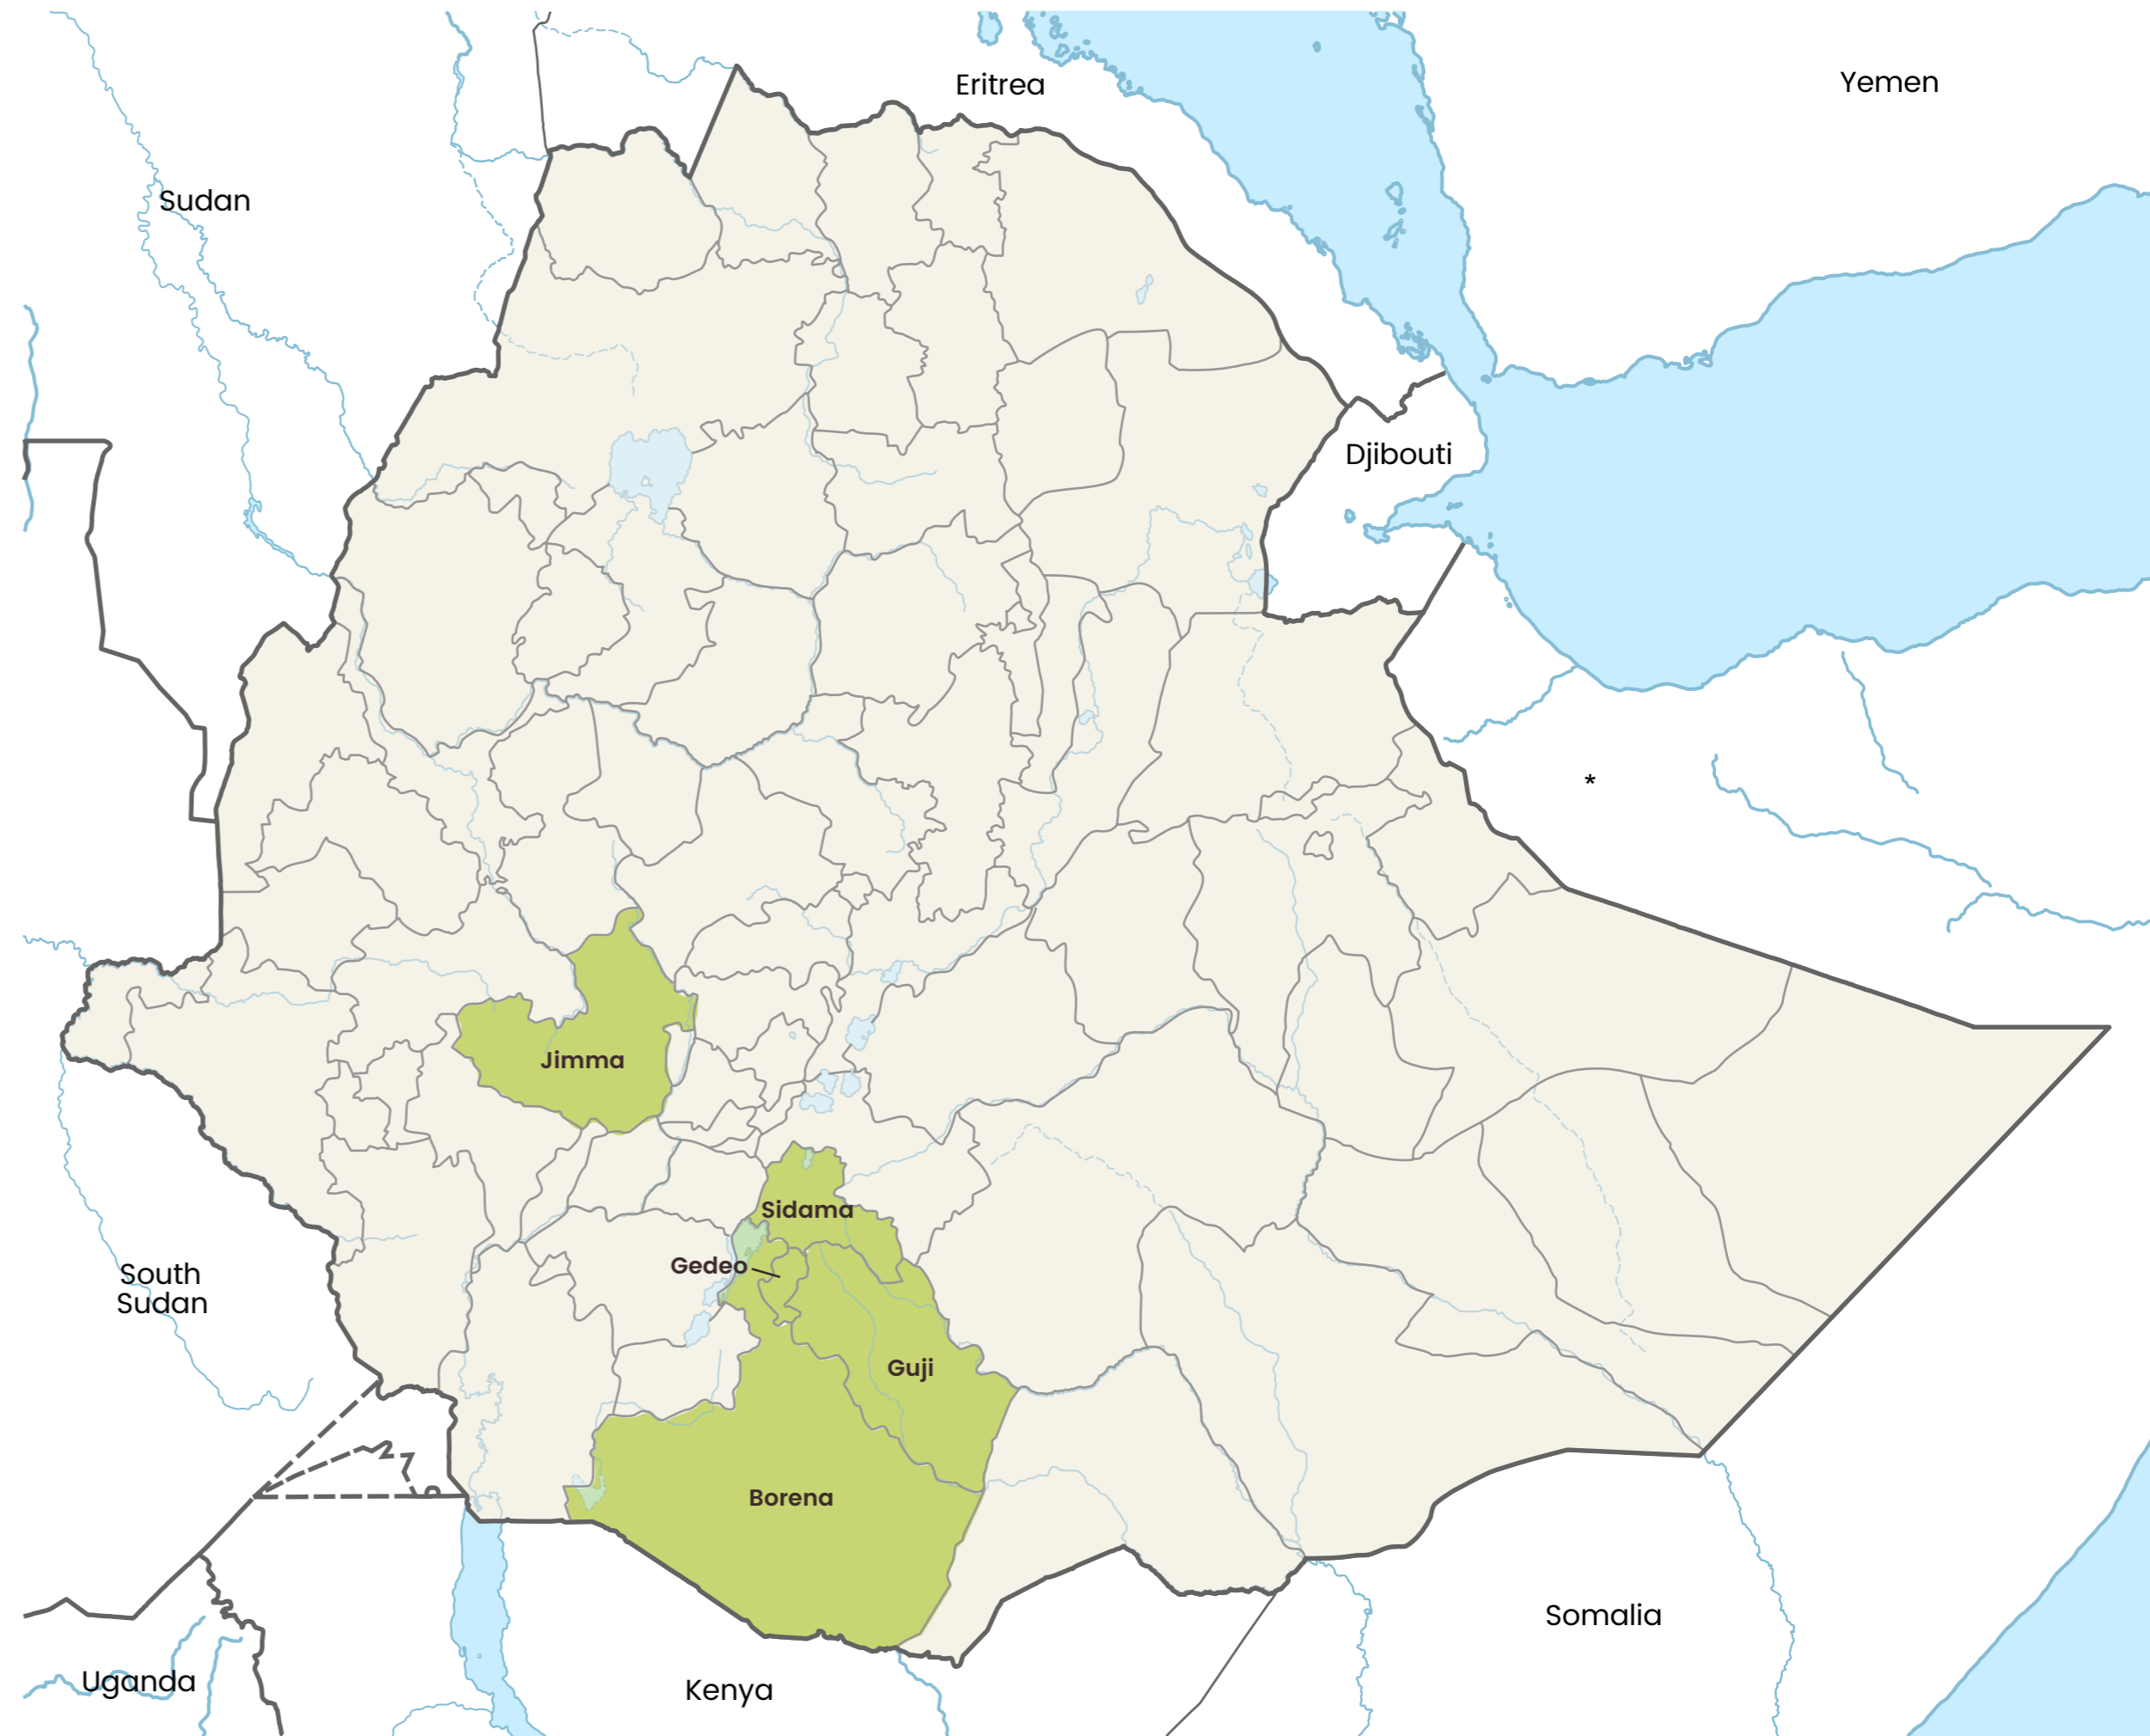 Eritrea
Yemen
Sudan
Djibouti
*
Jimma
Sidama
Gedeo
South
Sudan
Guji
Borena
Somalia
Uganda
Kenya